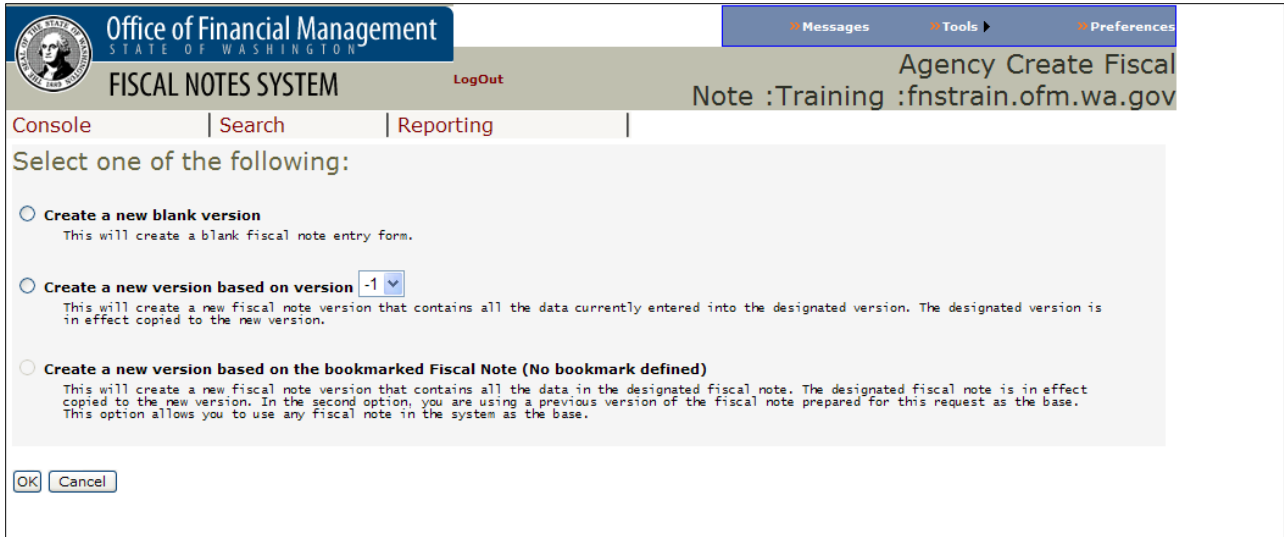 Office of Financial Management
STATE OF WASHINGTON
»Messages »Tools »Preferences
FISCAL NOTES SYSTEM
LogOut
Agency Create Fiscal
Note :Training :fnstrain.ofm.wa.gov
Console | Search | Reporting |
Select one of the following:
Create a new blank version
This will create a blank fiscal note entry form.
Create a new version based on version -1
This will create a new fiscal note version that contains all the data currently entered into the designated version. The designated version is
in effect copied to the new version.
Create a new version based on the bookmarked Fiscal Note (No bookmark defined)
This will create a new fiscal note version that contains all the data in the designated fiscal note. The designated fiscal note is in effect
copied to the new version. In the second option, you are using a previous version of the fiscal note prepared for this request as the base.
This option allows you to use any fiscal note in the system as the base.
OK Cancel